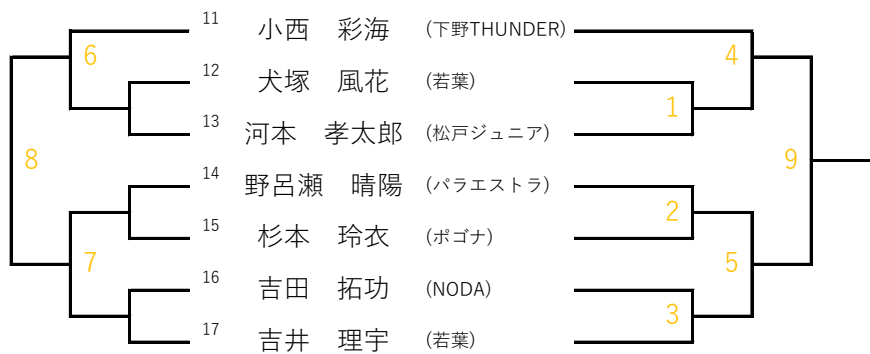 11 小西　彩海 (下野THUNDER)
6 4
12 犬塚　風花 (若葉)
1
13 河本　孝太郎 (松戸ジュニア)
8 9
14 野呂瀬　晴陽 (パラエストラ)
2
15 杉本　玲衣 (ポゴナ)
7 5
16 吉田　拓功 (NODA)
3
17 吉井　理宇 (若葉)